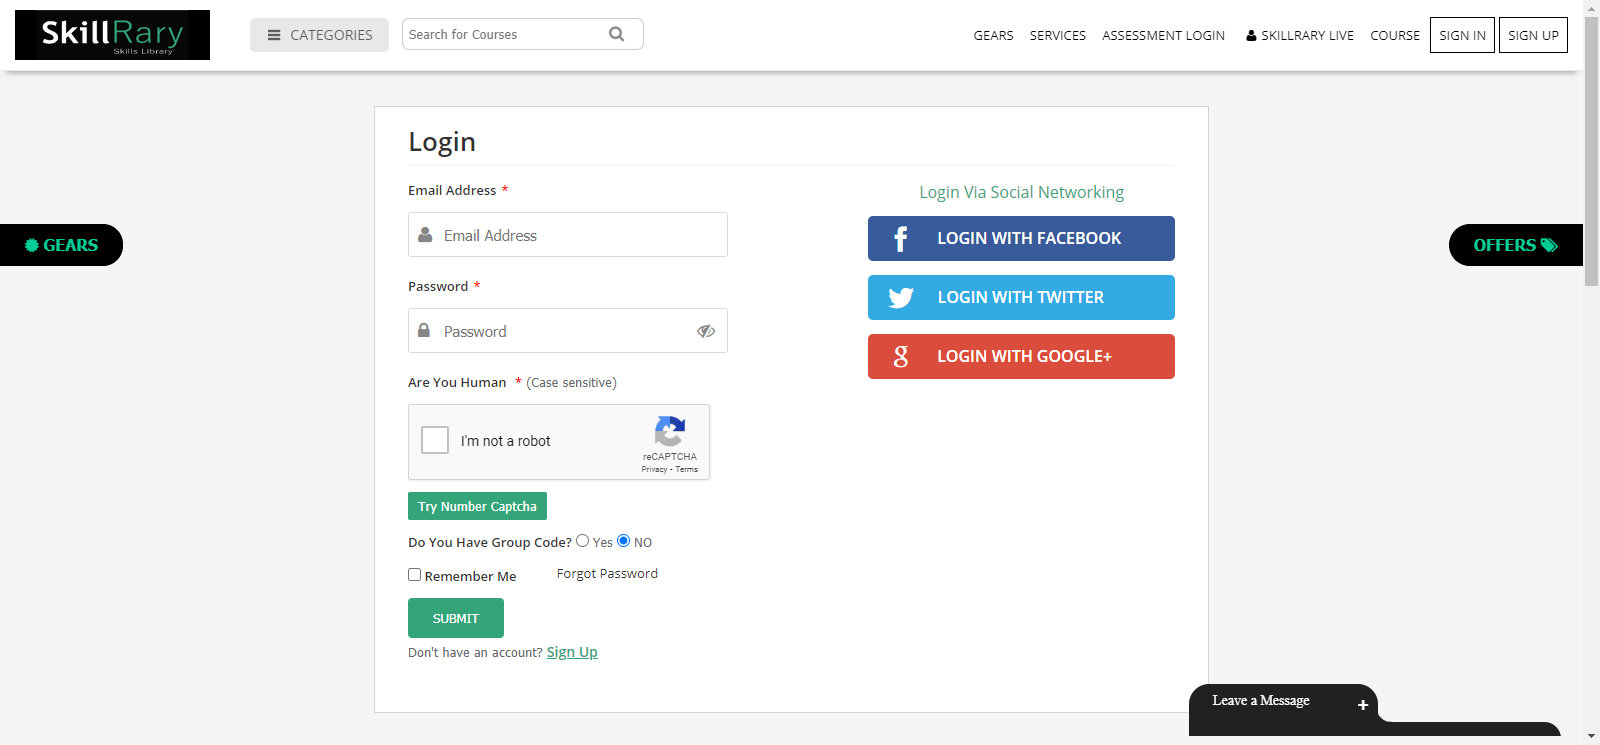 SkillRary
Skills Library
CATEGORIES
Search for Courses
GEARS SERVICES ASSESSMENT LOGIN SKILLRARY LIVE COURSE SIGN IN SIGN UP
GEARS
OFFERS
Login
Email Address *
Email Address
Password *
Password
Are You Human * (Case sensitive)
I'm not a robot
reCAPTCHA
Privacy - Terms
Try Number Captcha
Do You Have Group Code? Yes NO
Remember Me Forgot Password
SUBMIT
Don't have an account? Sign Up
Login Via Social Networking
LOGIN WITH FACEBOOK
LOGIN WITH TWITTER
LOGIN WITH GOOGLE+
Leave a Message +